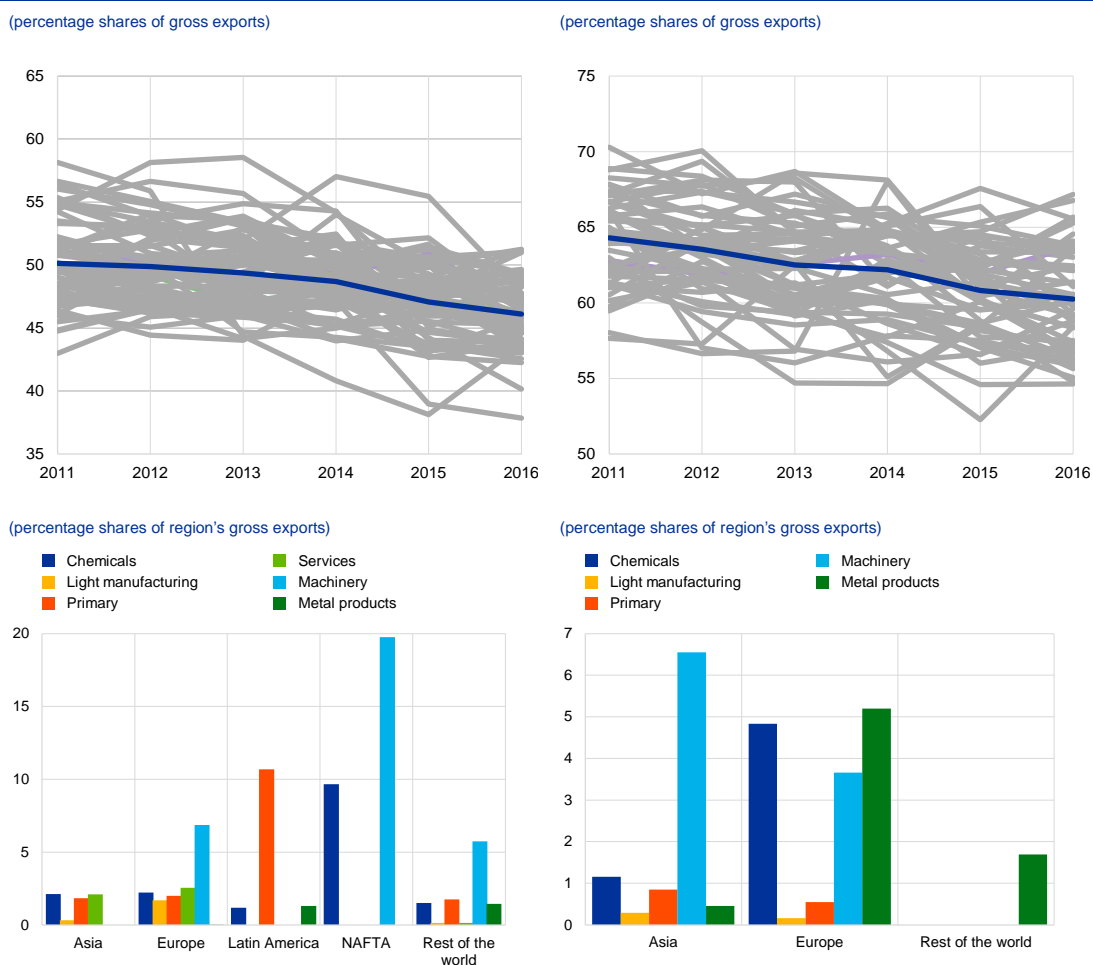 (percentage shares of gross exports)
65
60
55
50
45
40
35
2011 2012 2013 2014 2015 2016
(percentage shares of gross exports)
75
70
65
60
55
50
2011 2012 2013 2014 2015 2016
(percentage shares of region's gross exports)
Chemicals
Light manufacturing
Primary
Services
Machinery
Metal products
20
15
10
5
0
Asia Europe Latin America NAFTA Rest of the
world
(percentage shares of region's gross exports)
Chemicals
Light manufacturing
Primary
Machinery
Metal products
7
6
5
4
3
2
1
0
Asia Europe Rest of the world